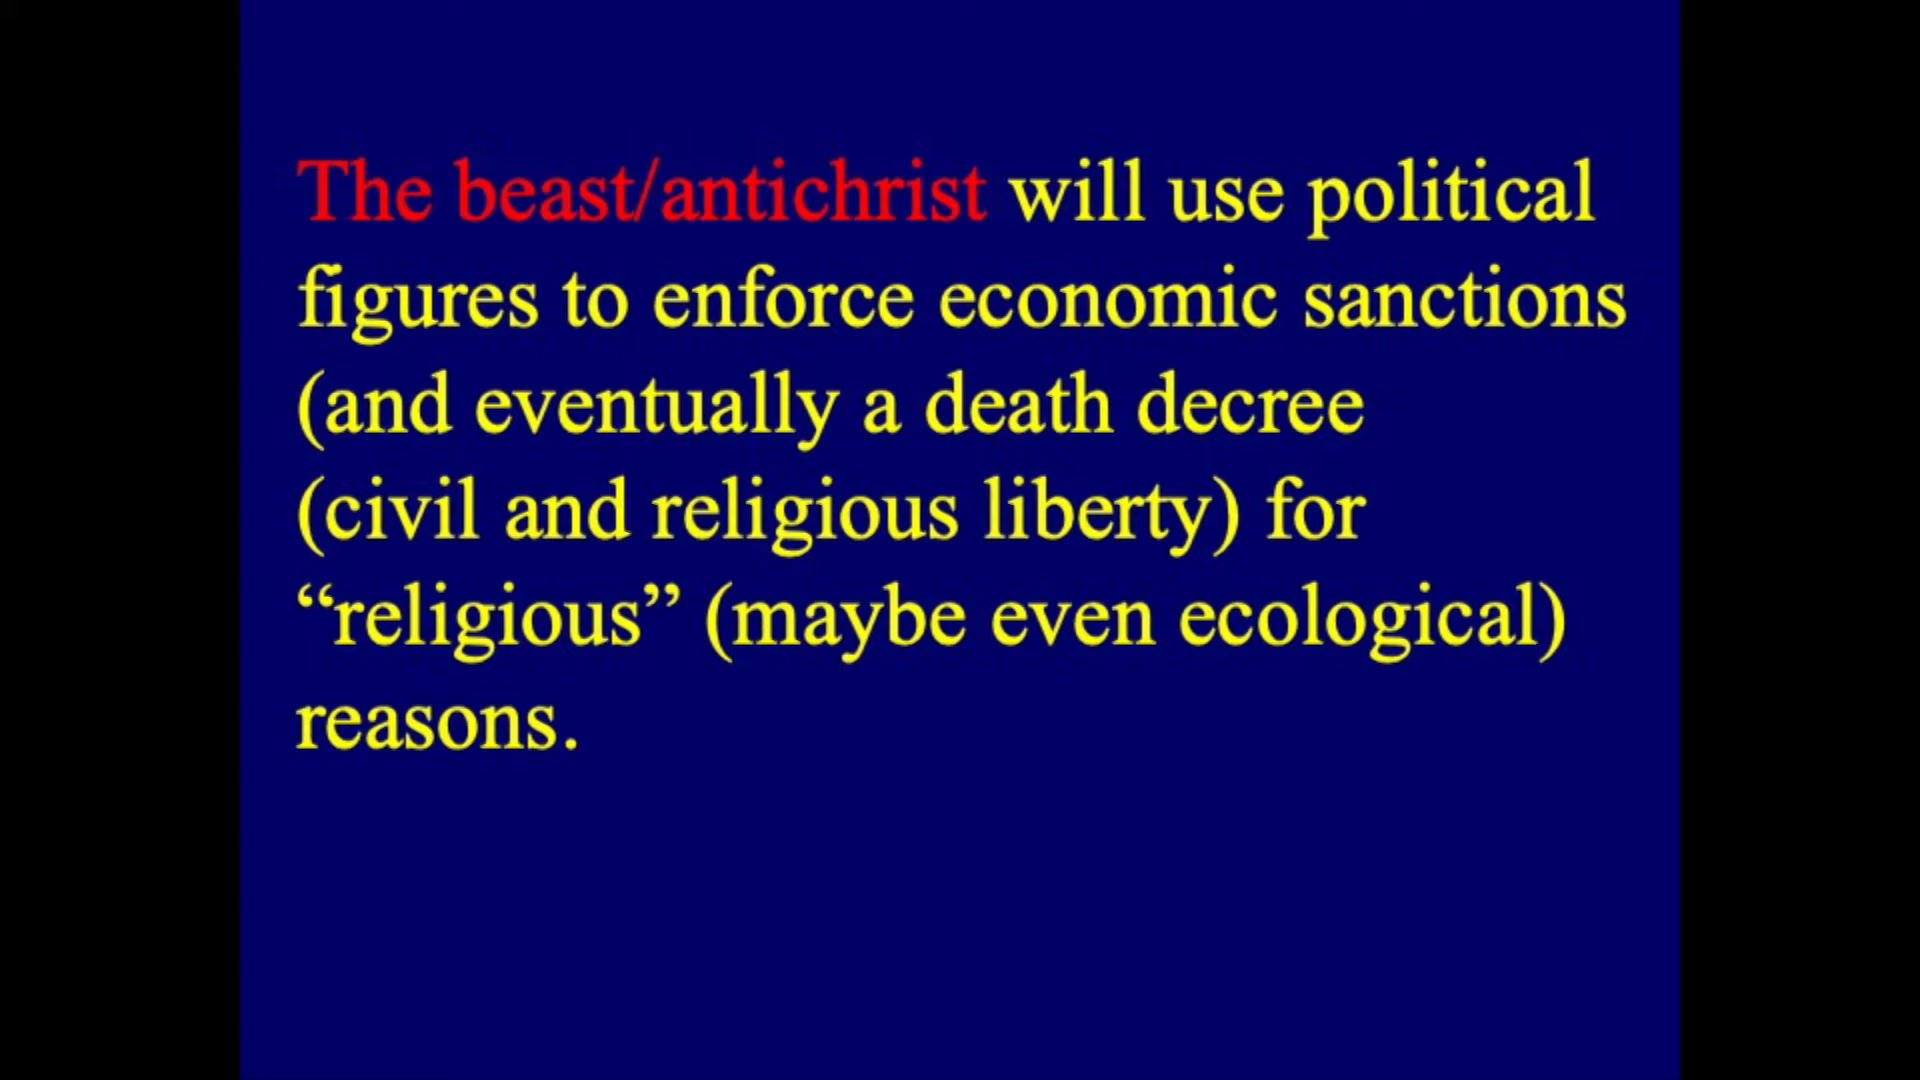 The beast/antichrist will use political
figures to enforce economic sanctions
(and eventually a death decree
(civil and religious liberty) for
“religious” (maybe even ecological)
reasons.